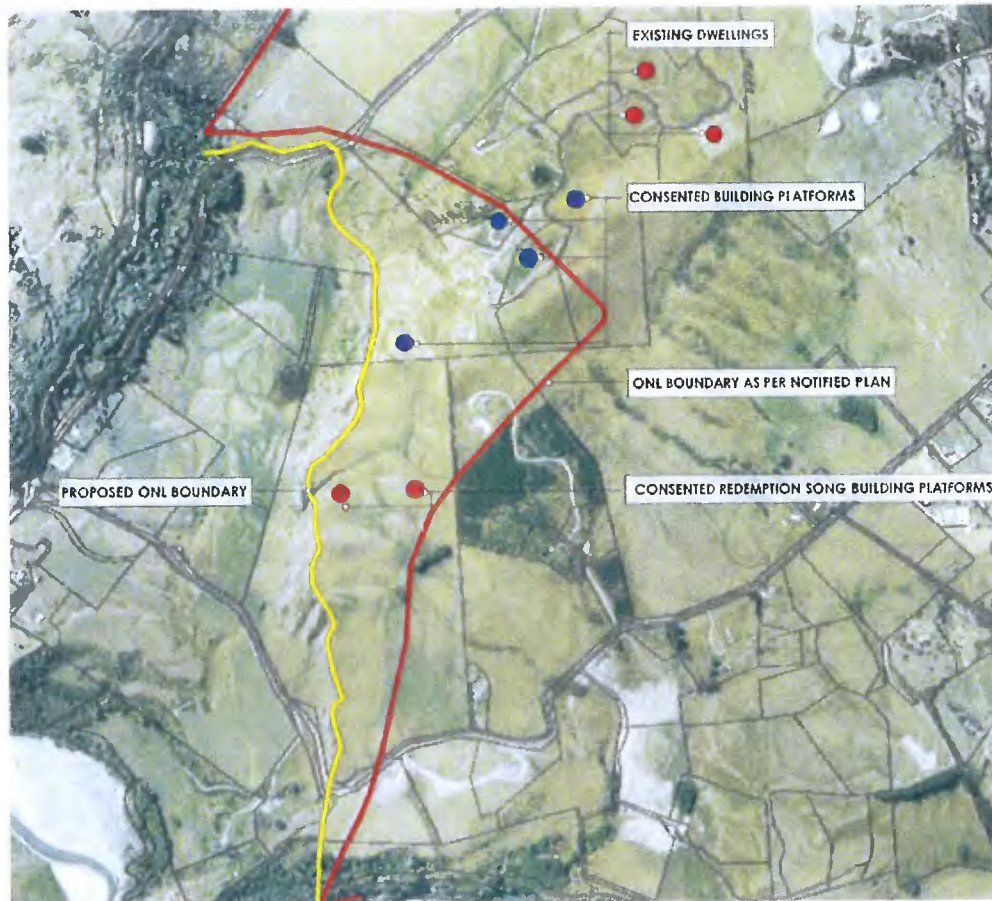 EXISTING DWELLINGS
CONSENTED BUILDING PLATFORMS
ONL BOUNDARY AS PER NOTIFIED PLAN
PROPOSED ONL BOUNDARY
CONSENTED REDEMPTION SONG BUILDING PLATFORMS